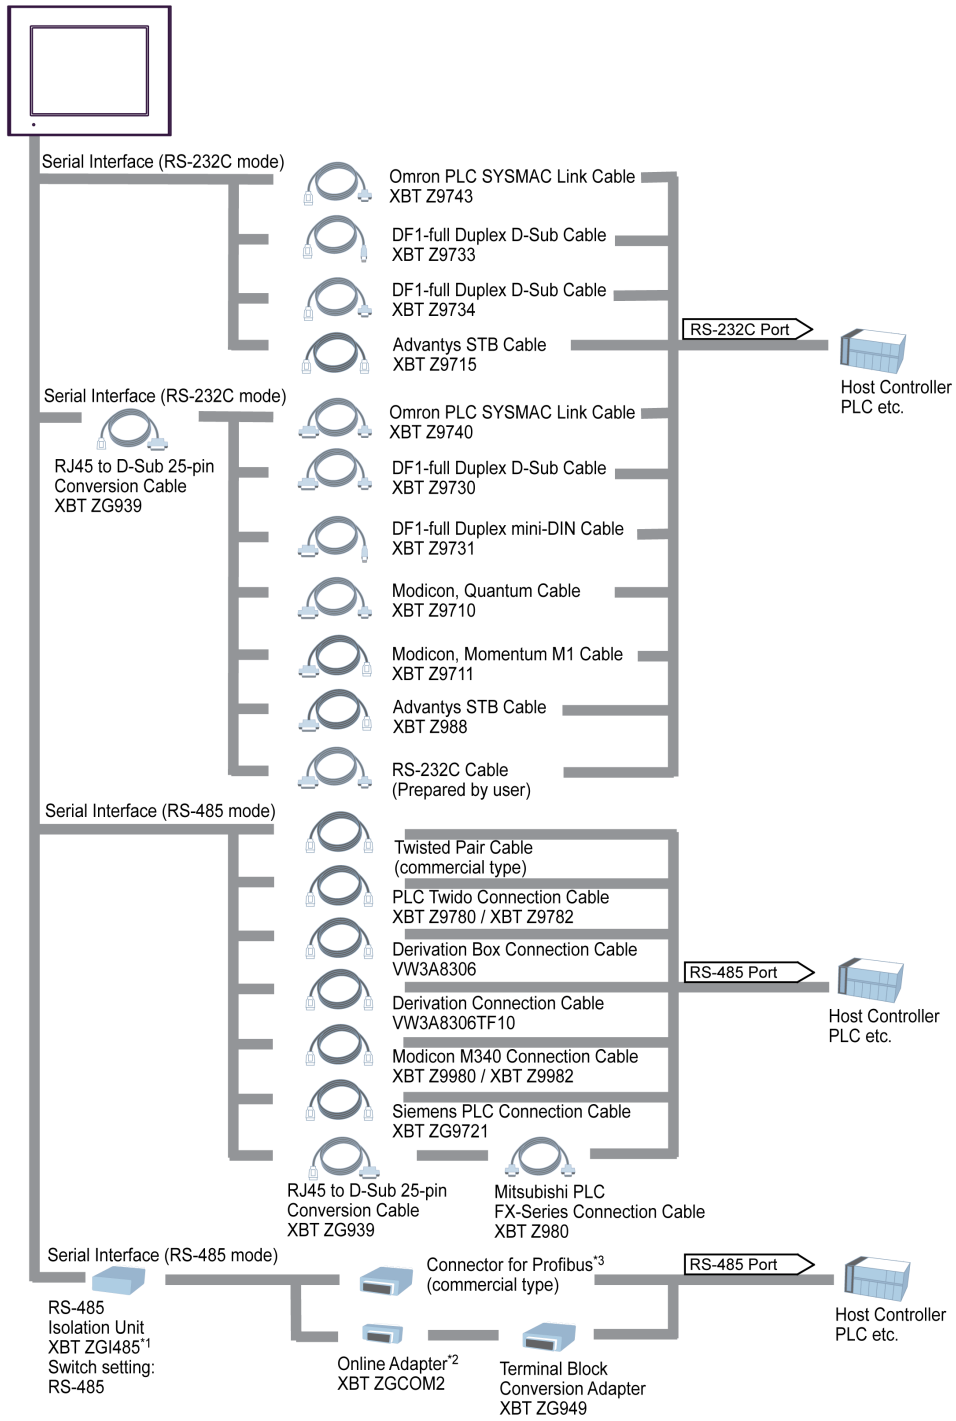 Serial Interface (RS-232C mode)
Omron PLC SYSMAC Link Cable
XBT Z9743
DF1-full Duplex D-Sub Cable
XBT Z9733
DF1-full Duplex D-Sub Cable
XBT Z9734
RS-232C Port
Advantys STB Cable
XBT Z9715
Host Controller
PLC etc.
Serial Interface (RS-232C mode)
RJ45 to D-Sub 25-pin
Conversion Cable
XBT ZG939
Omron PLC SYSMAC Link Cable
XBT Z9740
DF1-full Duplex D-Sub Cable
XBT Z9730
DF1-full Duplex mini-DIN Cable
XBT Z9731
Modicon, Quantum Cable
XBT Z9710
Modicon, Momentum M1 Cable
XBT Z9711
Advantys STB Cable
XBT Z988
RS-232C Cable
(Prepared by user)
Serial Interface (RS-485 mode)
Twisted Pair Cable
(commercial type)
PLC Twido Connection Cable
XBT Z9780 / XBT Z9782
Derivation Box Connection Cable
VW3A8306
RS-485 Port
Derivation Connection Cable
VW3A8306TF10
Host Controller
PLC etc.
Modicon M340 Connection Cable
XBT Z9980 / XBT Z9982
Siemens PLC Connection Cable
XBT ZG9721
RJ45 to D-Sub 25-pin
Conversion Cable
XBT ZG939
Mitsubishi PLC
FX-Series Connection Cable
XBT Z980
Serial Interface (RS-485 mode)
RS-485
Isolation Unit
XBT ZGI485*1
Switch setting:
RS-485
Connector for Profibus*3
(commercial type)
RS-485 Port
Host Controller
PLC etc.
Online Adapter*2
XBT ZGCOM2
Terminal Block
Conversion Adapter
XBT ZG949